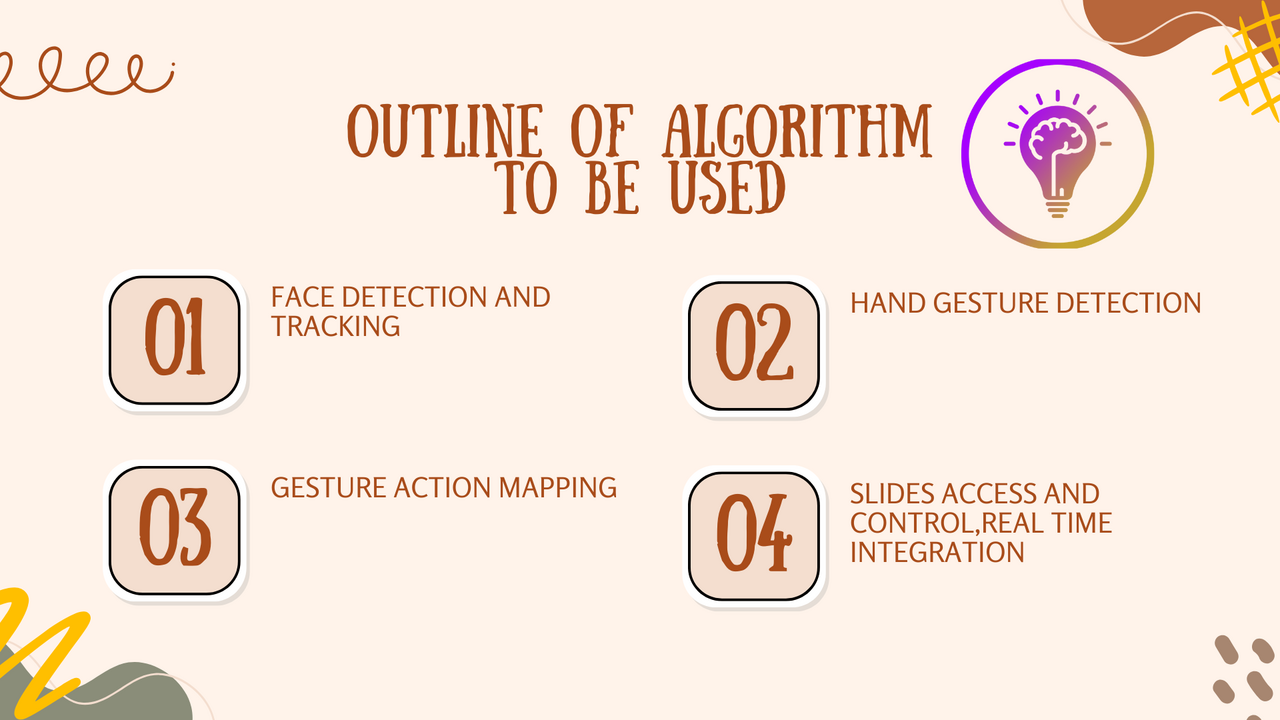 OUTLINE OF ALGORITHM
TO BE USED
01
FACE DETECTION AND
TRACKING
02
HAND GESTURE DETECTION
03
GESTURE ACTION MAPPING
04
SLIDES ACCESS AND
CONTROL,REAL TIME
INTEGRATION